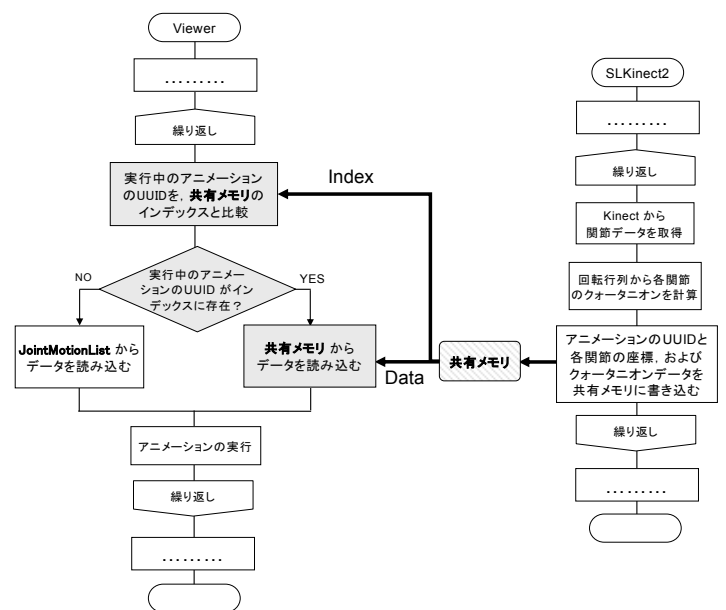 Viewer
………
繰り返し
実行中のアニメーション
のUUIDを, 共有メモリの
インデックスと比較
実行中のアニメー
ションのUUID がイン
デックスに存在?
NO
YES
JointMotionList から
データを読み込む
共有メモリ から
データを読み込む
アニメーションの実行
繰り返し
………
Index
Data
共有メモリ
SLKinect2
………
繰り返し
Kinect から
関節データを取得
回転行列から各関節
のクォータニオンを計算
アニメーションのUUIDと
各関節の座標, および
クォータニオンデータを
共有メモリに書き込む
繰り返し
………